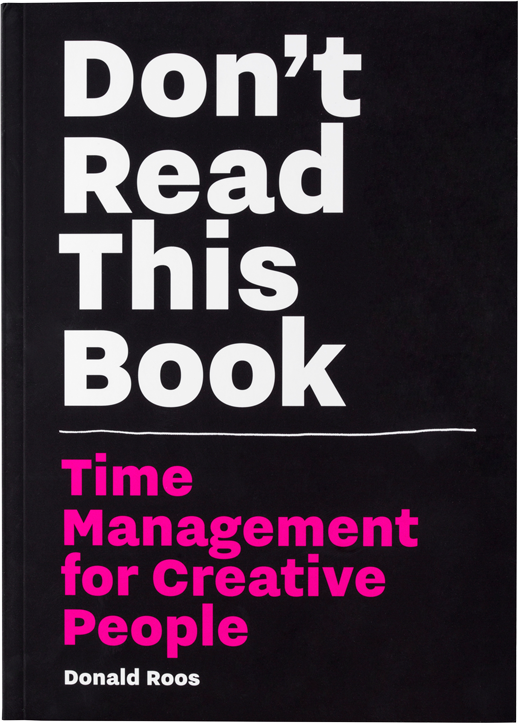 Don’t
Read
This
Book
Time
Management
for Creative
People
Donald Roos